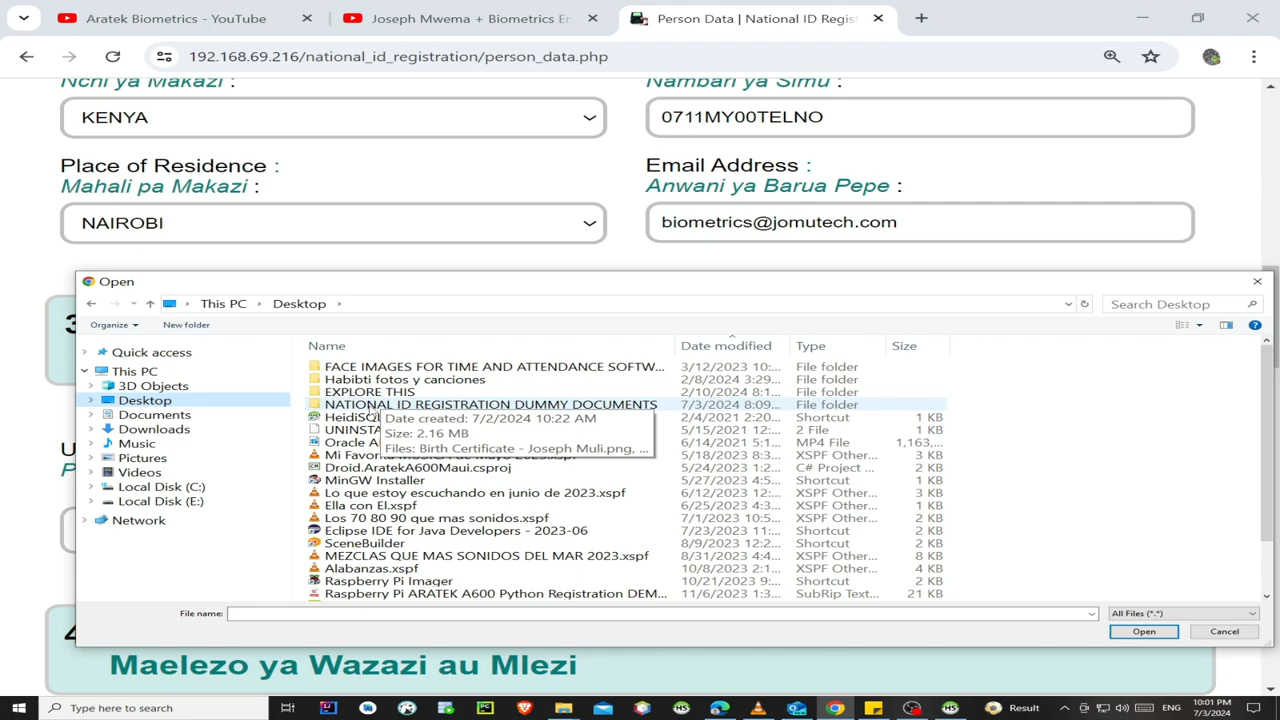 Aratek Biometrics - YouTube
Joseph Mwema + Biometrics En
Person Data | National ID Regis
192.168.69.216/national_id_registration/person_data.php
Nchi ya Makazi :
Nambari ya Simu :
KENYA
0711MY00TELNO
Place of Residence :
Email Address :
Mahali pa Makazi :
Anwani ya Barua Pepe :
NAIROBI
biometrics@jomutech.com
Open
This PC
Desktop
Search Desktop
Organize
New folder
Name
Date modified
Type
Size
Quick access
This PC
3D Objects
Desktop
Documents
Downloads
Music
Pictures
Videos
Local Disk (C:)
Local Disk (E:)
Network
FACE IMAGES FOR TIME AND ATTENDANCE SOFTW... 3/12/2023 10:... File folder
Habibti fotos y canciones 2/8/2024 3:29... File folder
EXPLORE THIS 2/10/2024 8:1... File folder
NATIONAL ID REGISTRATION DUMMY DOCUMENTS 7/3/2024 8:09... File folder
HeidiSQL 2/4/2021 2:20... Shortcut 1 KB
UNINSTA 5/15/2021 12:... 2 File 1 KB
Oracle A 6/14/2021 5:1... MP4 File 1,163,...
Mi Favorita 5/18/2023 8:3... XSPF Other... 3 KB
Droid.AratekA600Maui.csproj 5/24/2023 1:2... C# Project ... 2 KB
MinGW Installer 5/27/2023 4:5... Shortcut 1 KB
Lo que estoy escuchando en junio de 2023.xspf 6/12/2023 12:... XSPF Other... 3 KB
Ella con El.xspf 6/25/2023 4:3... XSPF Other... 1 KB
Los 70 80 90 que mas sonidos.xspf 7/1/2023 10:5... XSPF Other... 2 KB
Eclipse IDE for Java Developers - 2023-06 7/23/2023 11:... Shortcut 2 KB
SceneBuilder 8/9/2023 12:2... Shortcut 2 KB
MEZCLAS QUE MAS SONIDOS DEL MAR 2023.xspf 8/31/2023 4:4... XSPF Other... 2 KB
Alabanzas.xspf 10/8/2023 2:1... XSPF Other... 4 KB
Raspberry Pi Imager 10/21/2023 9:... Shortcut 2 KB
Raspberry Pi ARATEK A600 Python Registration DEM... 11/6/2023 1:3... SubRip Text... 21 KB
Date created: 7/2/2024 10:22 AM
Size: 2.16 MB
Files: Birth Certificate - Joseph Muli.png, ...
File name:
All Files (*.*)
Open
Cancel
3
4
Maelezo ya Wazazi au Mlezi
Type here to search
Result
ENG
10:01 PM
7/3/2024